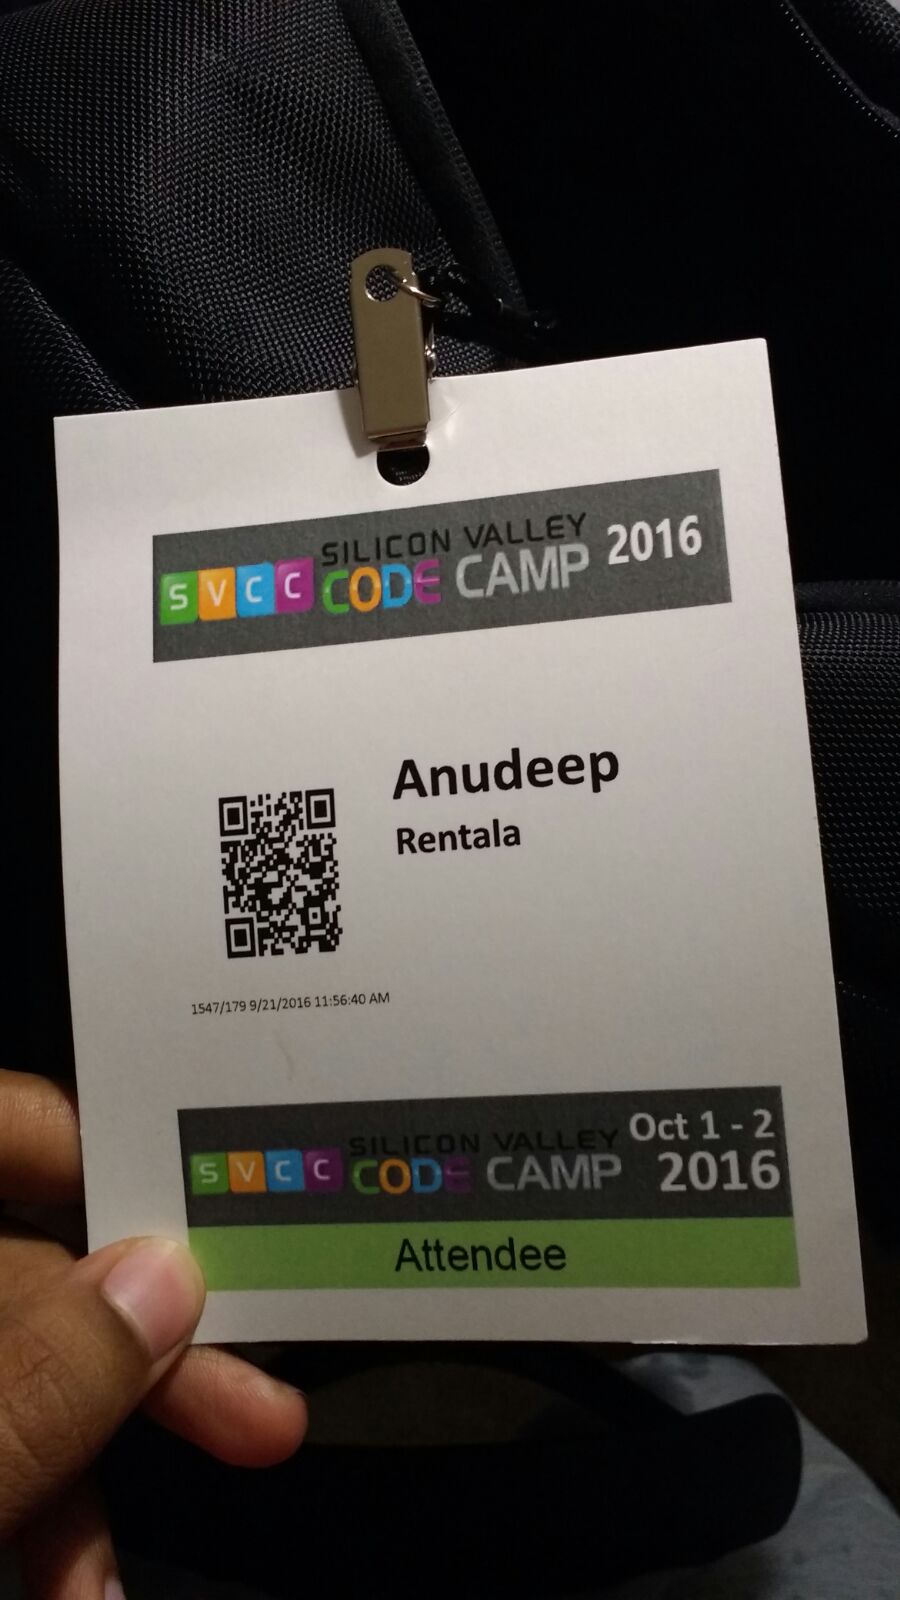 SVCC SILICON VALLEY CODE CAMP 2016
Anudeep
Rentala
1547/179 9/21/2016 11:56:40 AM
SVCC SILICON VALLEY CODE CAMP Oct 1 - 2 2016
Attendee